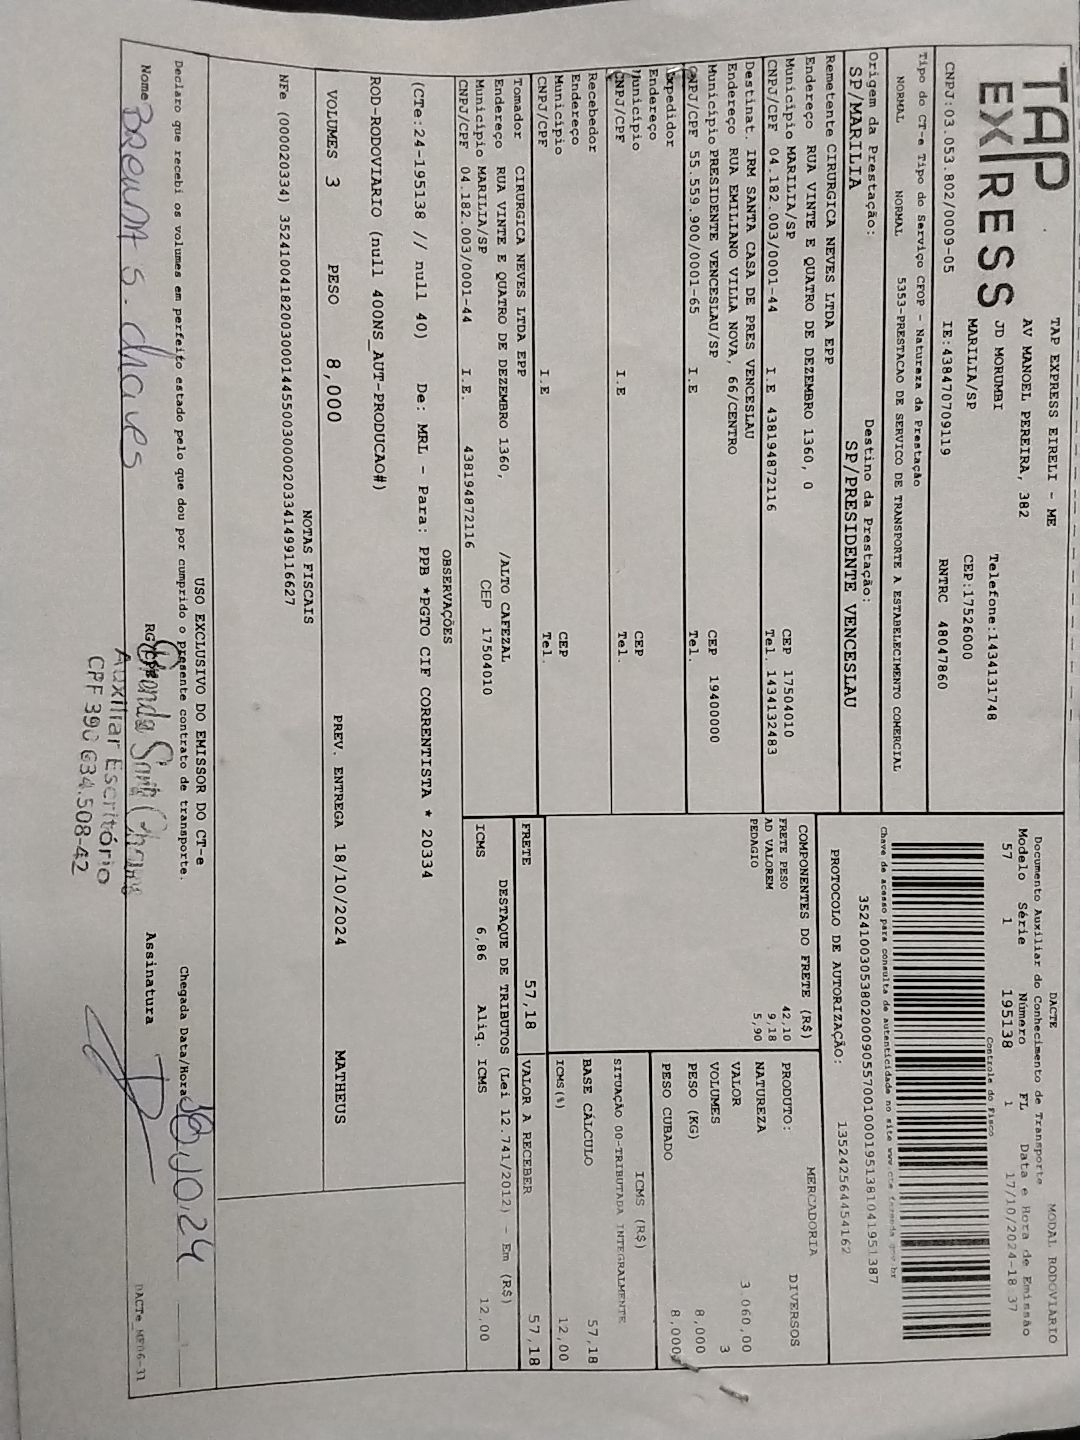 TAP
EXPRESS
TAP EXPRESS EIRELI - ME
AV MANOEL PEREIRA, 382
JD MORUMBI Telefone:1434131748
MARILIA/SP CEP:17526000
CNPJ:03.053.802/0009-05 IE:438470709119 RNTRC 48047860
DACTE MODAL RODOVIÁRIO
Documento Auxiliar do Conhecimento de Transporte
Modelo Série Número FL Data e Hora de Emissão
57 1 195138 1 17/10/2024-18:37
Controle do Fisco
Chave de acesso para consulta de autenticidade no site www.cte.fazenda.gov.br
PROTOCOLO DE AUTORIZAÇÃO: 135242564454162
Tipo do CT-e Tipo do Serviço CFOP - Natureza da Prestação
NORMAL NORMAL 5353-PRESTACAO DE SERVICO DE TRANSPORTE A ESTABELECIMENTO COMERCIAL
Origem da Prestação: Destino da Prestação:
SP/MARILIA SP/PRESIDENTE VENCESLAU
Remetente CIRURGICA NEVES LTDA EPP
Endereço RUA VINTE E QUATRO DE DEZEMBRO 1360, 0
Município MARILIA/SP CEP 17504010
CNPJ/CPF 04.182.003/0001-44 I.E 438194872116 Tel. 1434132483
Destinat. IRM SANTA CASA DE PRES VENCESLAU
Endereço RUA EMILIANO VILLA NOVA, 66/CENTRO
Município PRESIDENTE VENCESLAU/SP CEP 19400000
CNPJ/CPF 55.559.900/0001-65 I.E Tel.
Expedidor
Endereço
Município CEP
CNPJ/CPF I.E Tel.
Recebedor
Endereço
Município CEP
CNPJ/CPF I.E Tel.
Tomador CIRURGICA NEVES LTDA EPP
Endereço RUA VINTE E QUATRO DE DEZEMBRO 1360, /ALTO CAFEZAL
Município MARILIA/SP CEP 17504010
CNPJ/CPF 04.182.003/0001-44 I.E. 438194872116
COMPONENTES DO FRETE (R$)
FRETE PESO 42,10
AD VALOREM 9,18
PEDAGIO 5,90
MERCADORIA
PRODUTO: DIVERSOS
NATUREZA
VALOR 3.060,00
VOLUMES 3
PESO (KG) 8,000
PESO CUBADO 8,000
ICMS (R$)
SITUAÇÃO 00-TRIBUTADA INTEGRALMENTE
BASE CÁLCULO 57,18
ICMS(%) 12,00
FRETE 57,18 VALOR A RECEBER 57,18
DESTAQUE DE TRIBUTOS (Lei 12.741/2012) - Em (R$)
ICMS 6,86 Aliq. ICMS 12,00
OBSERVAÇÕES
(CTe:24-195138 // null 40) De: MRL - Para: PPB *PGTO CIF CORRENTISTA * 20334
ROD-RODOVIARIO (null 400NS_AUT-PRODUCAO#)
VOLUMES 3 PESO 8,000 PREV. ENTREGA 18/10/2024 MATHEUS
NOTAS FISCAIS
USO EXCLUSIVO DO EMISSOR DO CT-e
Declaro que recebi os volumes em perfeito estado pelo que dou por cumprido o presente contrato de transporte. Chegada Data/Hora
Nome Brenda S. Chaves Assinatura
Auxiliar Escritório
CPF 390.634.508-42